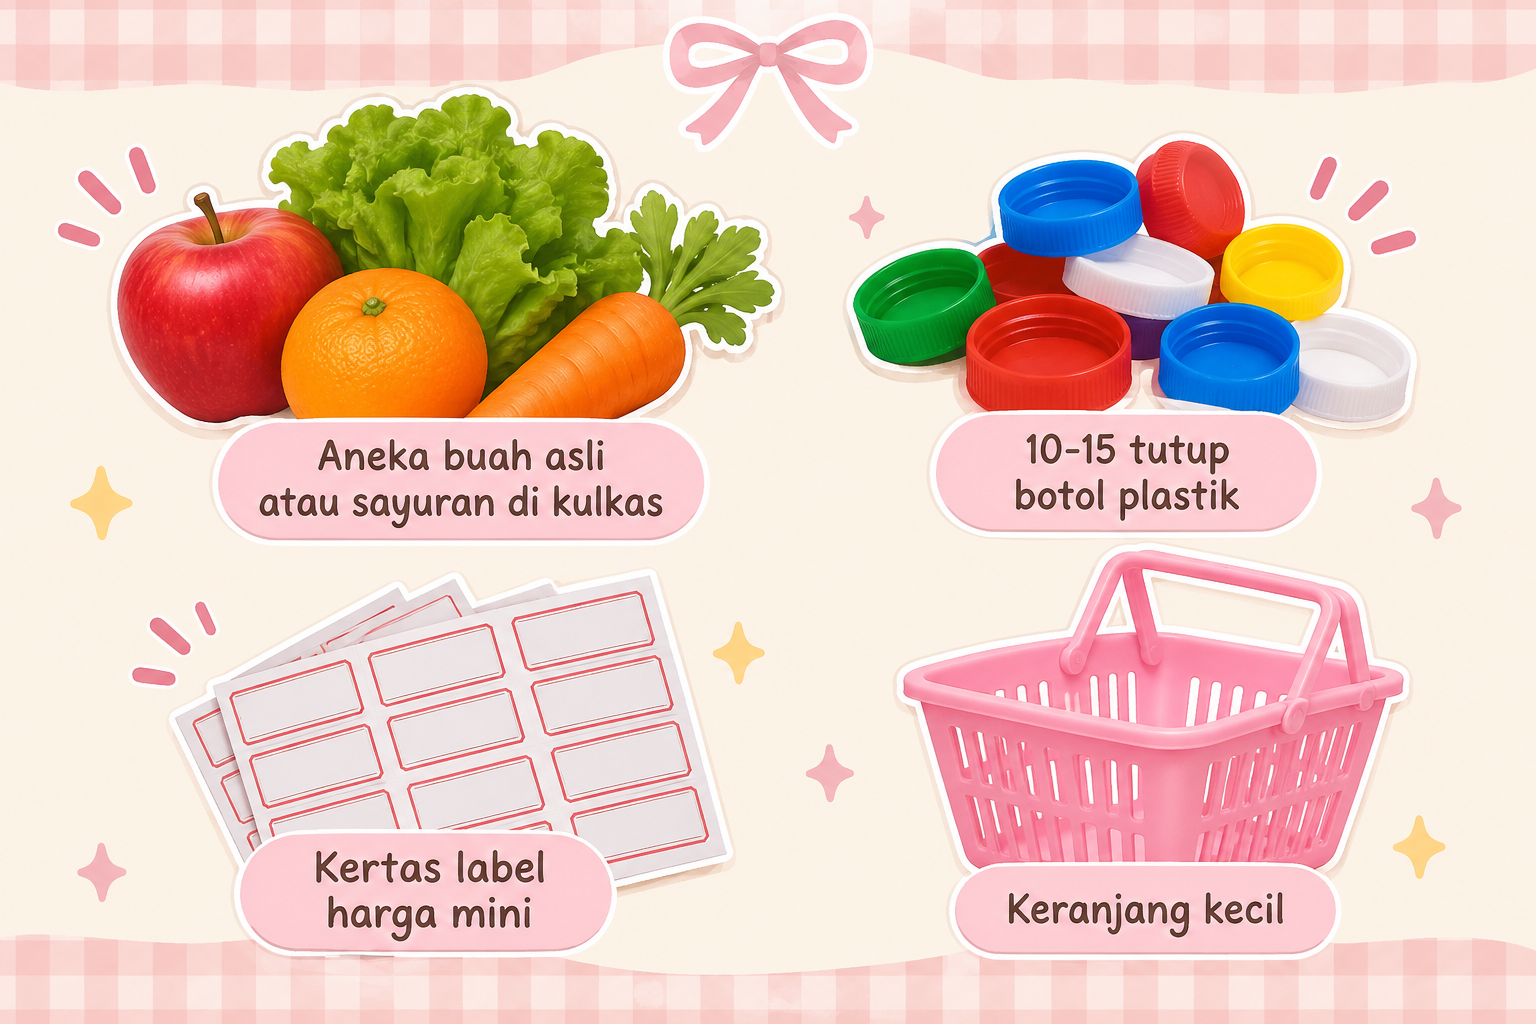 Aneka buah asli
atau sayuran di kulkas
10-15 tutup
botol plastik
Kertas label
harga mini
Keranjang kecil